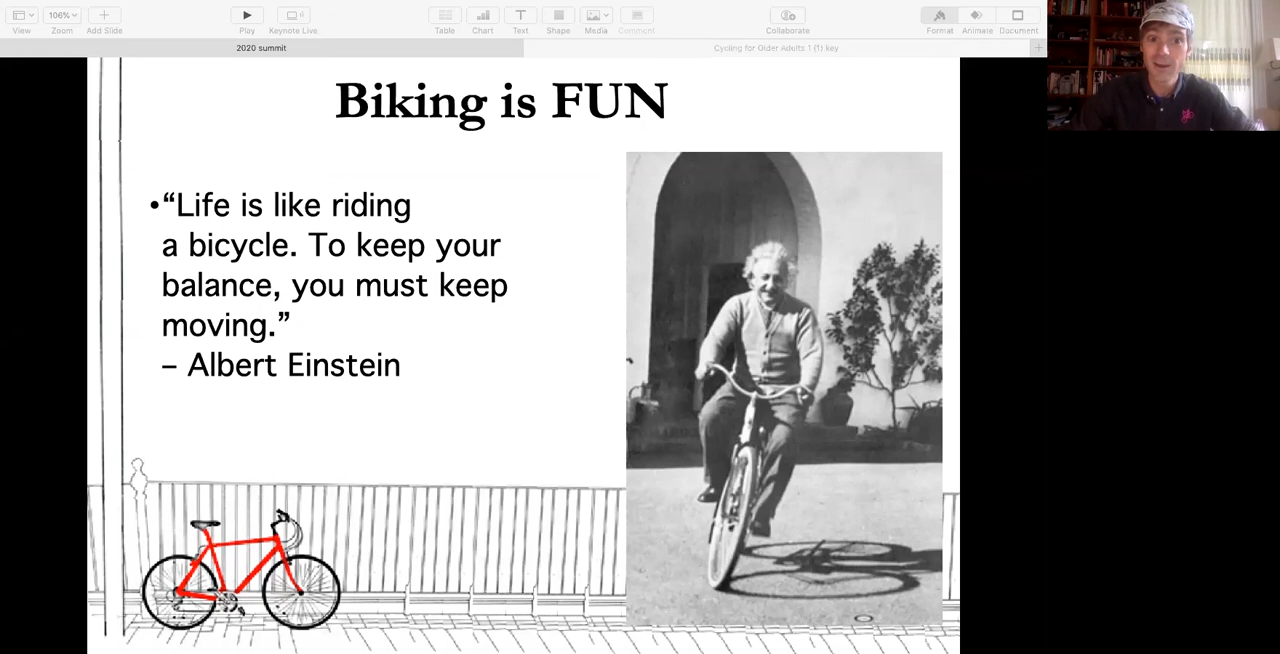 106%
View
Zoom
Add Slide
Play
Keynote Live
Table
Chart
Text
Shape
Media
Comment
Collaborate
Format
Animate
Document
2020 summit
Cycling for Older Adults 1 (1).key
Biking is FUN
•“Life is like riding
a bicycle. To keep your
balance, you must keep
moving.”
– Albert Einstein